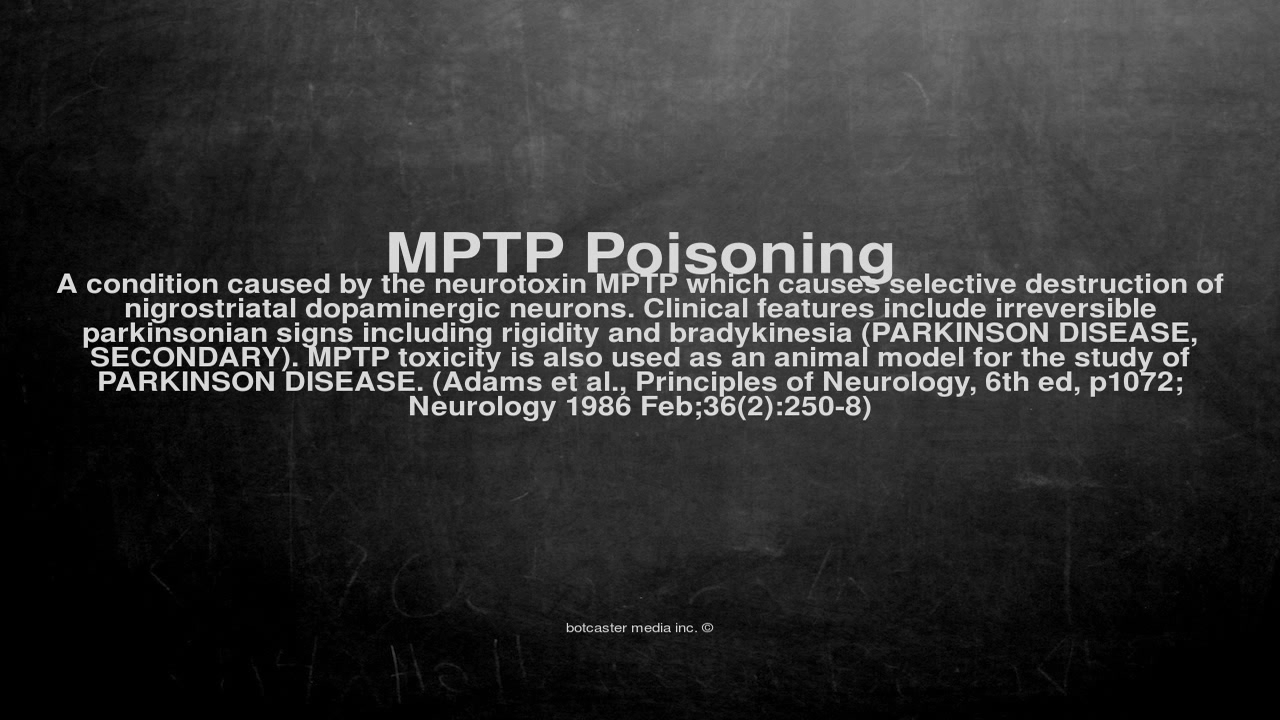 MPTP Poisoning
A condition caused by the neurotoxin MPTP which causes selective destruction of
nigrostriatal dopaminergic neurons. Clinical features include irreversible
parkinsonian signs including rigidity and bradykinesia (PARKINSON DISEASE,
SECONDARY). MPTP toxicity is also used as an animal model for the study of
PARKINSON DISEASE. (Adams et al., Principles of Neurology, 6th ed, p1072;
Neurology 1986 Feb;36(2):250-8)
botcaster media inc. ©